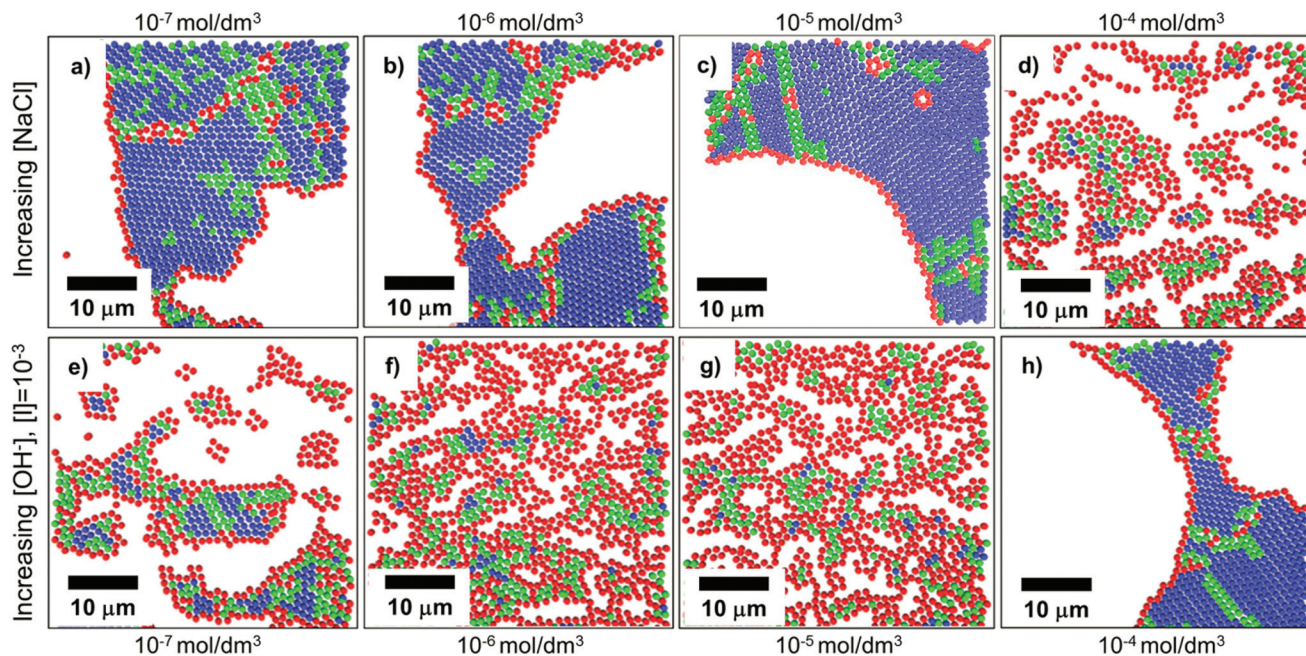 10⁻⁷ mol/dm³ 10⁻⁶ mol/dm³ 10⁻⁵ mol/dm³ 10⁻⁴ mol/dm³
Increasing [NaCl]
a) b) c) d)
10 μm 10 μm 10 μm 10 μm
Increasing [OH-], [I]=10⁻³
e) f) g) h)
10 μm 10 μm 10 μm 10 μm
10⁻⁷ mol/dm³ 10⁻⁶ mol/dm³ 10⁻⁵ mol/dm³ 10⁻⁴ mol/dm³